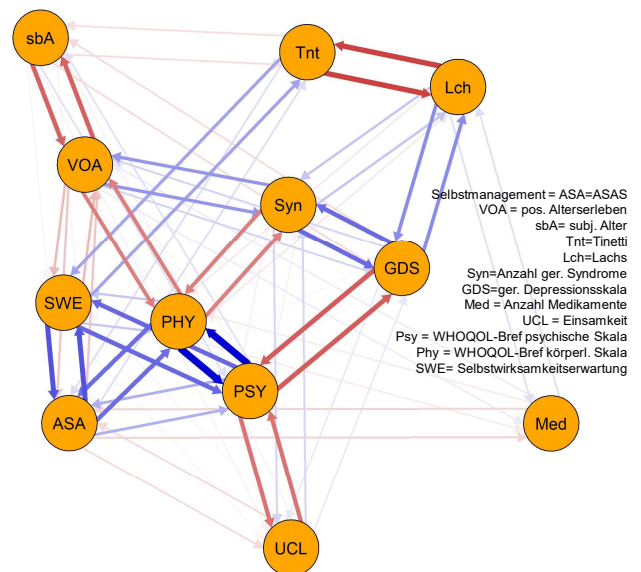 sbA
Tnt
Lch
VOA
Syn
Selbstmanagement = ASA=ASAS
VOA = pos. Alterserleben
sbA= subj. Alter
Tnt=Tinetti
Lch=Lachs
Syn=Anzahl ger. Syndrome
GDS=ger. Depressionsskala
Med = Anzahl Medikamente
UCL = Einsamkeit
Psy = WHOQOL-Bref psychische Skala
Phy = WHOQOL-Bref körperl. Skala
SWE= Selbstwirksamkeitserwartung
GDS
SWE
PHY
PSY
ASA
Med
UCL